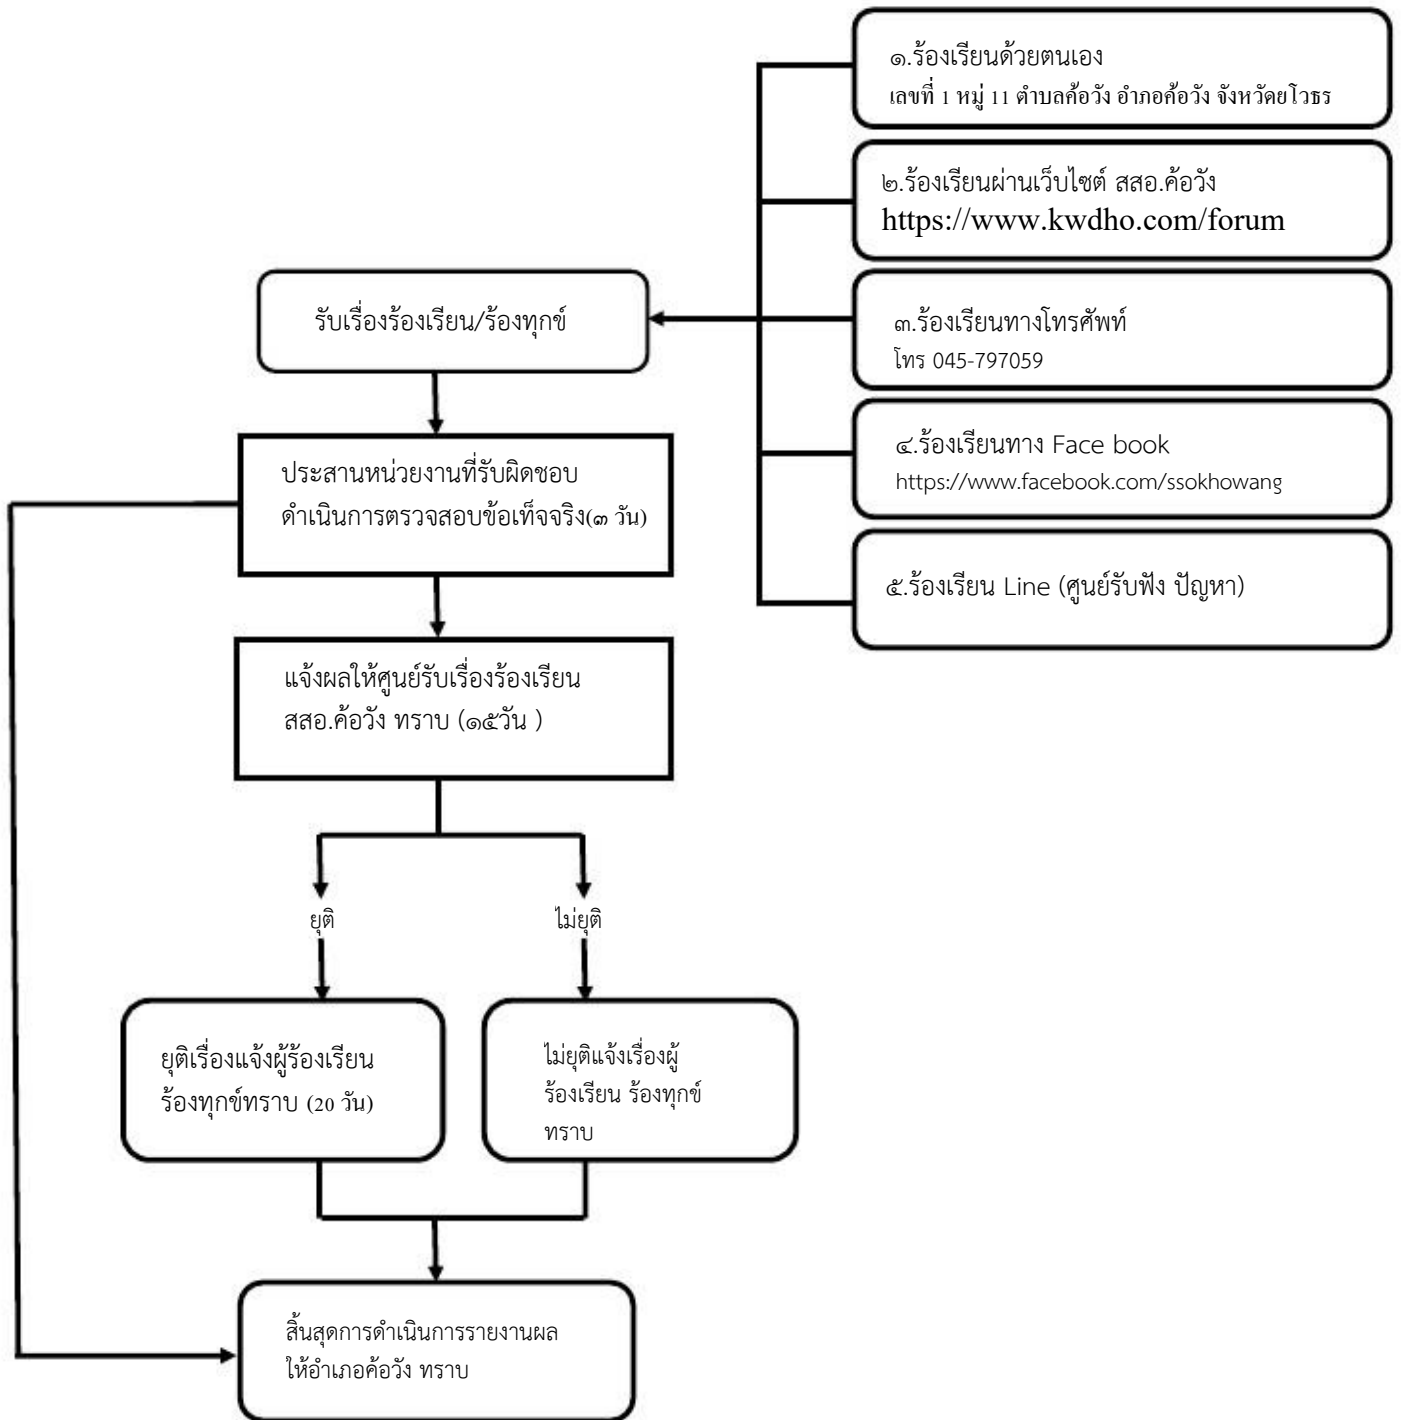 ๑.ร้องเรียนด้วยตนเอง
เลขที่ 1 หมู่ 11 ตำบลค้อวัง อำภอค้อวัง จังหวัดยโวธร
๒.ร้องเรียนผ่านเว็บไซต์ สสอ.ค้อวัง
https://www.kwdho.com/forum
รับเรื่องร้องเรียน/ร้องทุกข์
๓.ร้องเรียนทางโทรศัพท์
โทร 045-797059
๔.ร้องเรียนทาง Face book
https://www.facebook.com/ssokhowang
๕.ร้องเรียน Line (ศูนย์รับฟัง ปัญหา)
ประสานหน่วยงานที่รับผิดชอบ
ดำเนินการตรวจสอบข้อเท็จจริง(๓ วัน)
แจ้งผลให้ศูนย์รับเรื่องร้องเรียน
สสอ.ค้อวัง ทราบ (๑๕วัน )
ยุติ
ไม่ยุติ
ยุติเรื่องแจ้งผู้ร้องเรียน
ร้องทุกข์ทราบ (20 วัน)
ไม่ยุติแจ้งเรื่องผู้
ร้องเรียน ร้องทุกข์
ทราบ
สิ้นสุดการดำเนินการรายงานผล
ให้อำเภอค้อวัง ทราบ